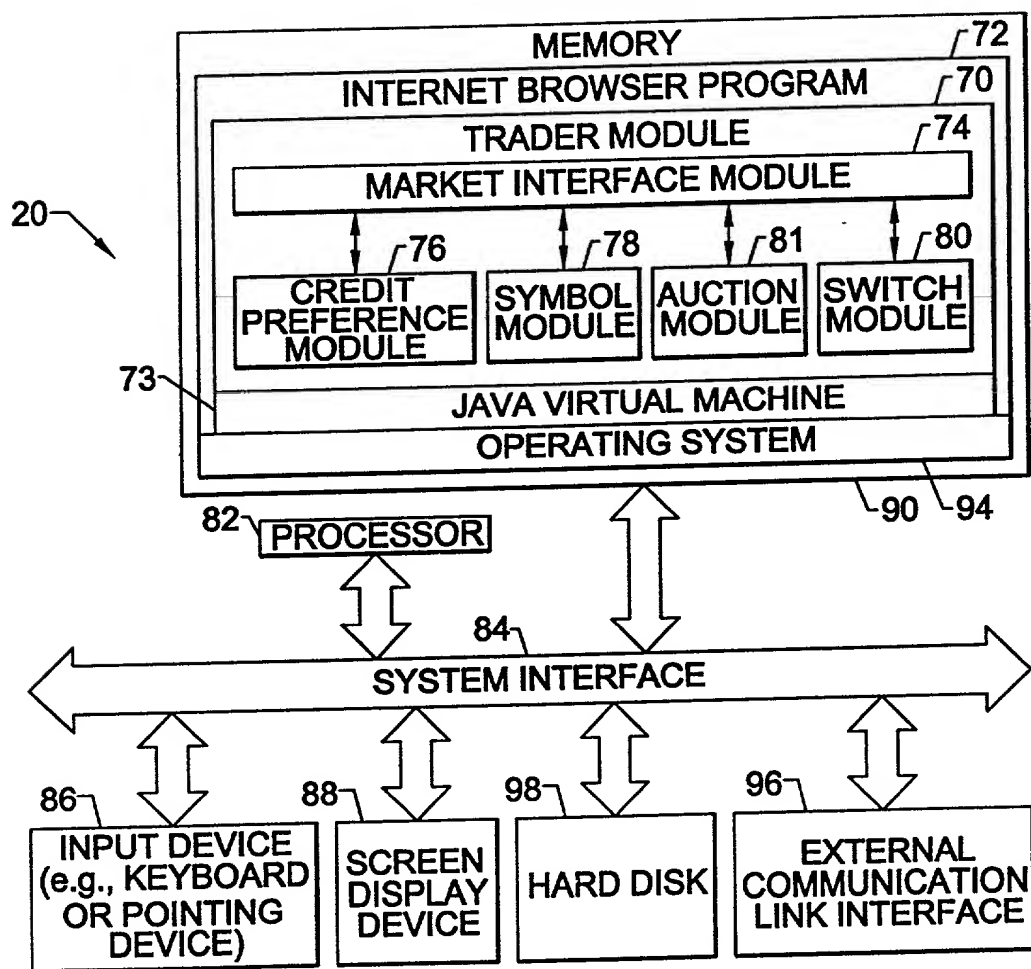 MEMORY
72
INTERNET BROWSER PROGRAM
70
TRADER MODULE
74
MARKET INTERFACE MODULE
20
76
78
81
80
CREDIT
PREFERENCE
MODULE
SYMBOL
MODULE
AUCTION
MODULE
SWITCH
MODULE
73
JAVA VIRTUAL MACHINE
OPERATING SYSTEM
90
94
82
PROCESSOR
84
SYSTEM INTERFACE
86
88
98
96
INPUT DEVICE
(e.g., KEYBOARD
OR POINTING
DEVICE)
SCREEN
DISPLAY
DEVICE
HARD DISK
EXTERNAL
COMMUNICATION
LINK INTERFACE